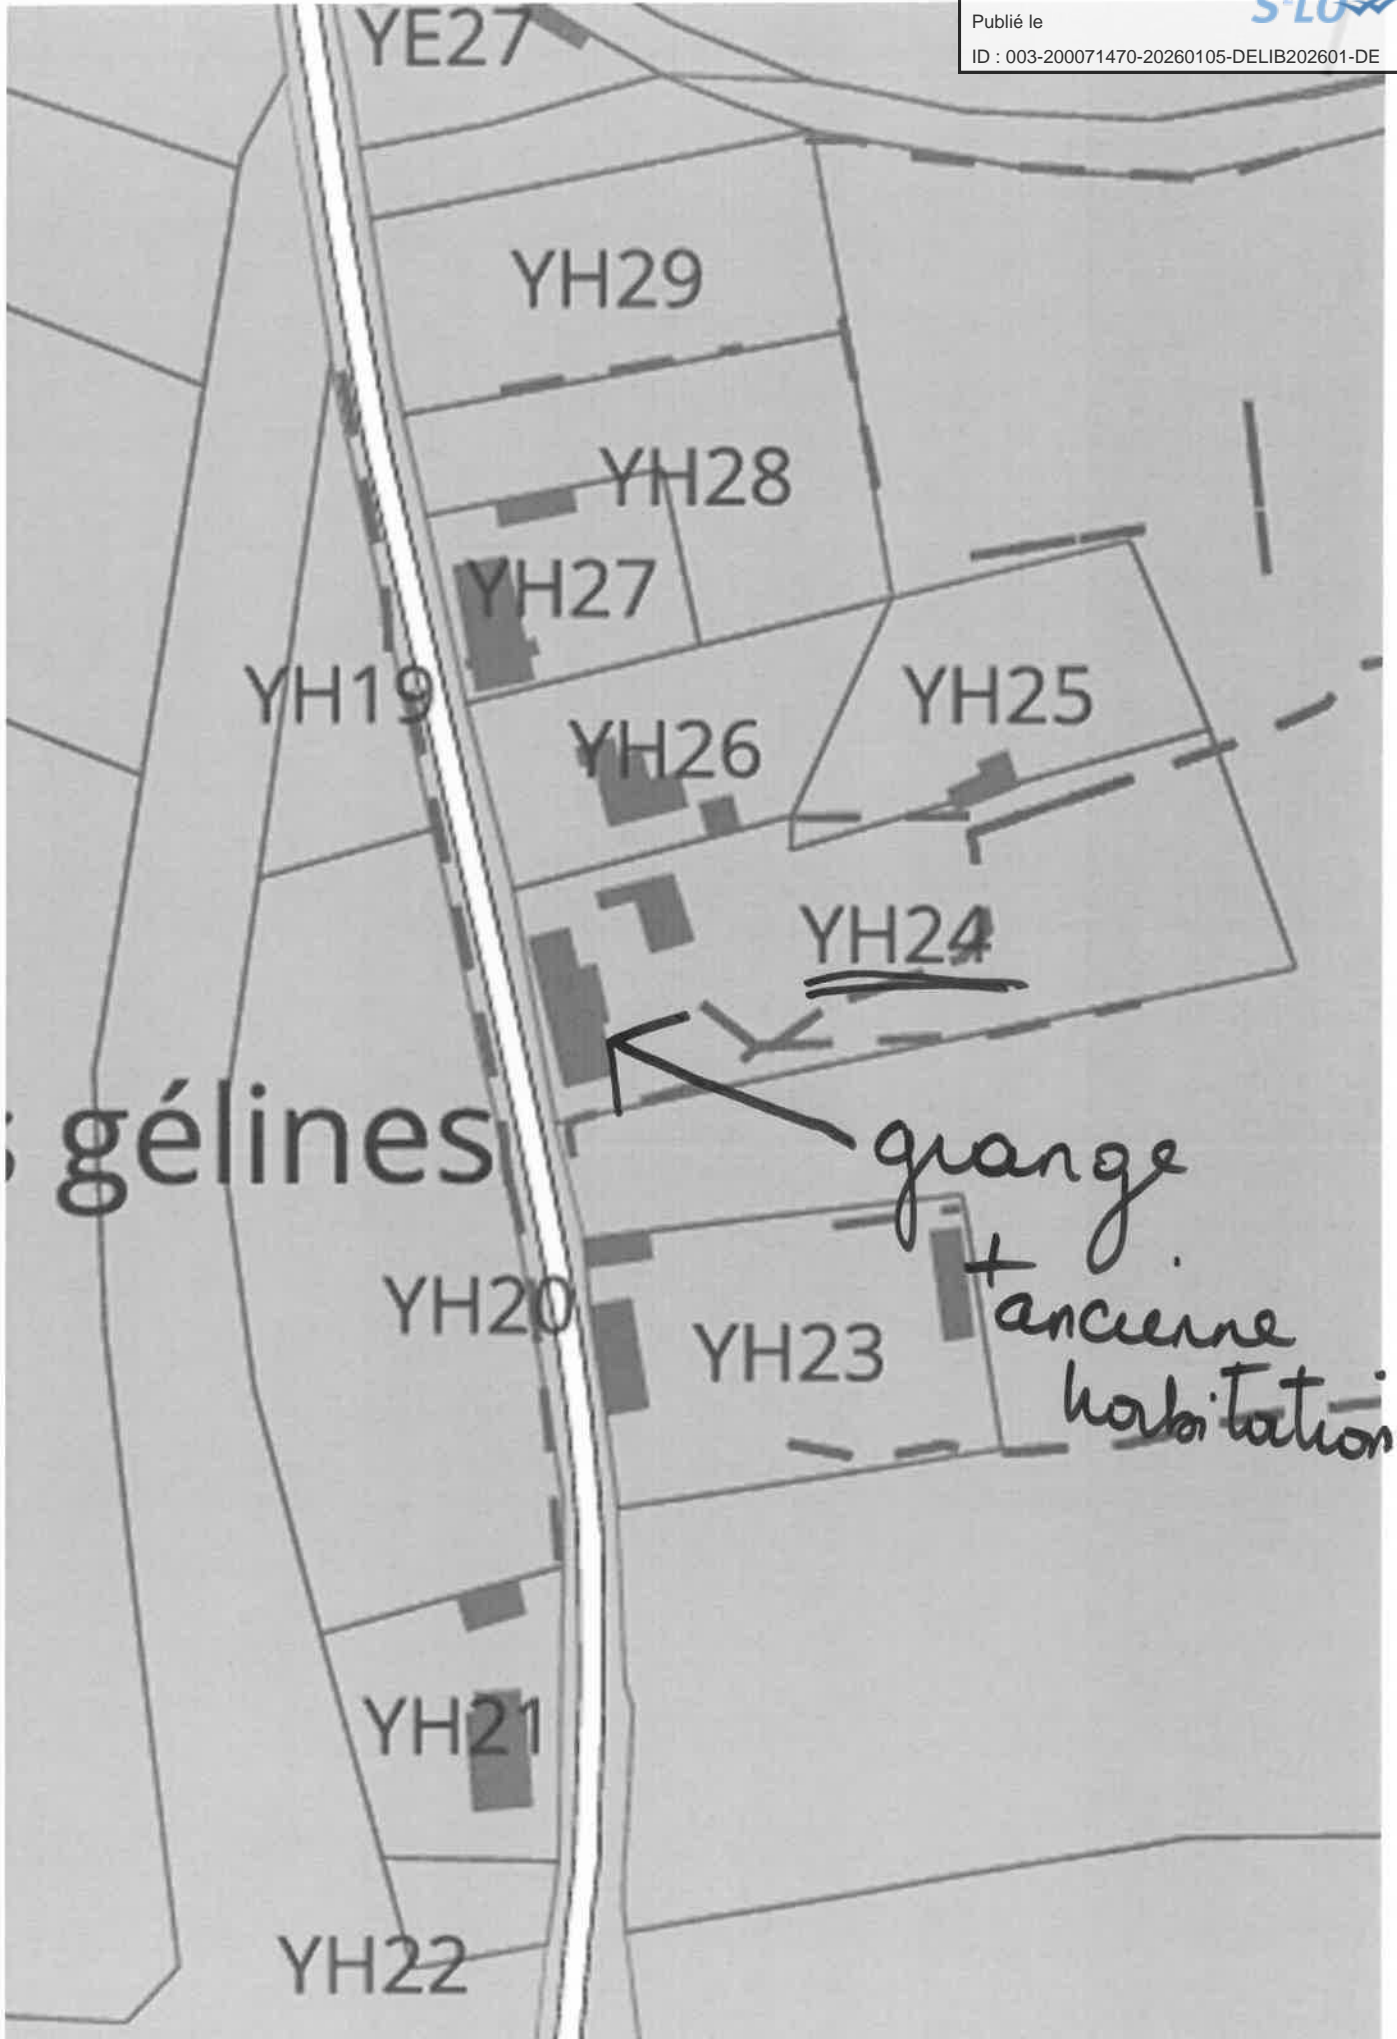 Publié le
S²LO
ID : 003-200071470-20260105-DELIB202601-DE
YE27
YH29
YH28
YH27
YH19
YH25
YH26
YH24
gélines
grange
+
ancienne
habitation
YH20
YH23
YH21
YH22